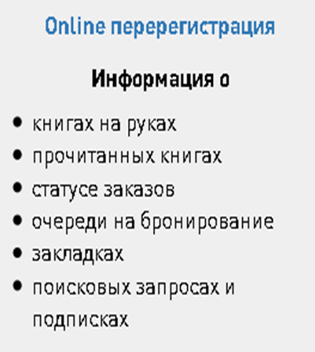 Online перерегистрация
Информация о
• книгах на руках
• прочитанных книгах
• статусе заказов
• очереди на бронирование
• закладках
• поисковых запросах и
подписках